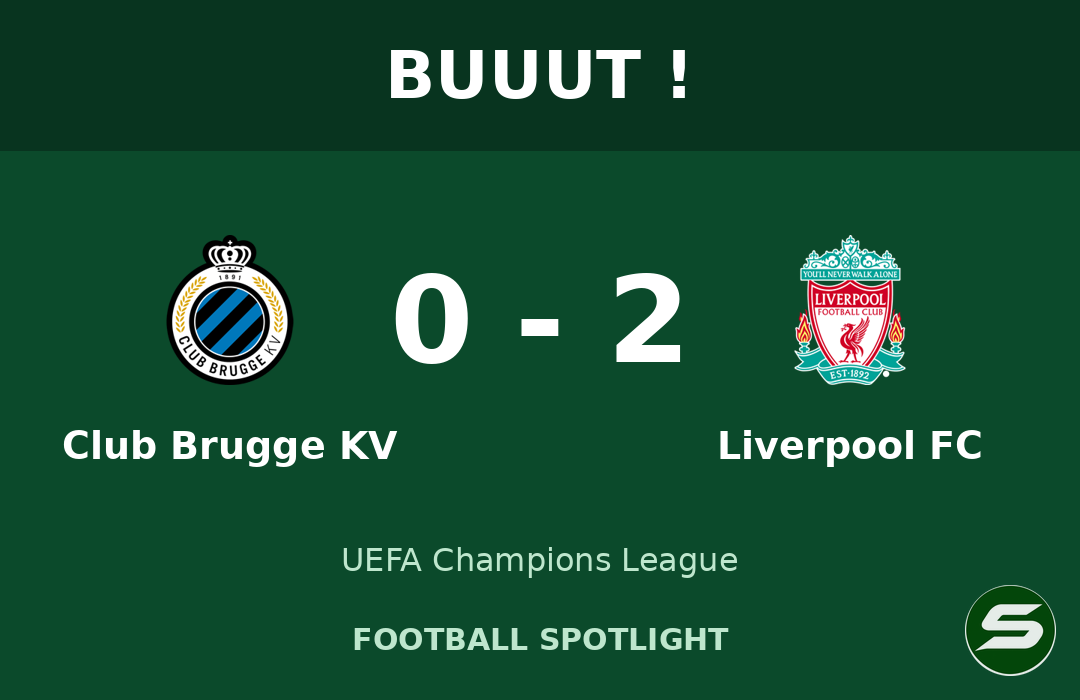 BUUUT !
1891
CLUB BRUGGE KV
0 - 2
YOU'LL NEVER WALK ALONE
LIVERPOOL
FOOTBALL CLUB
EST·1892
Club Brugge KV
Liverpool FC
UEFA Champions League
FOOTBALL SPOTLIGHT
S